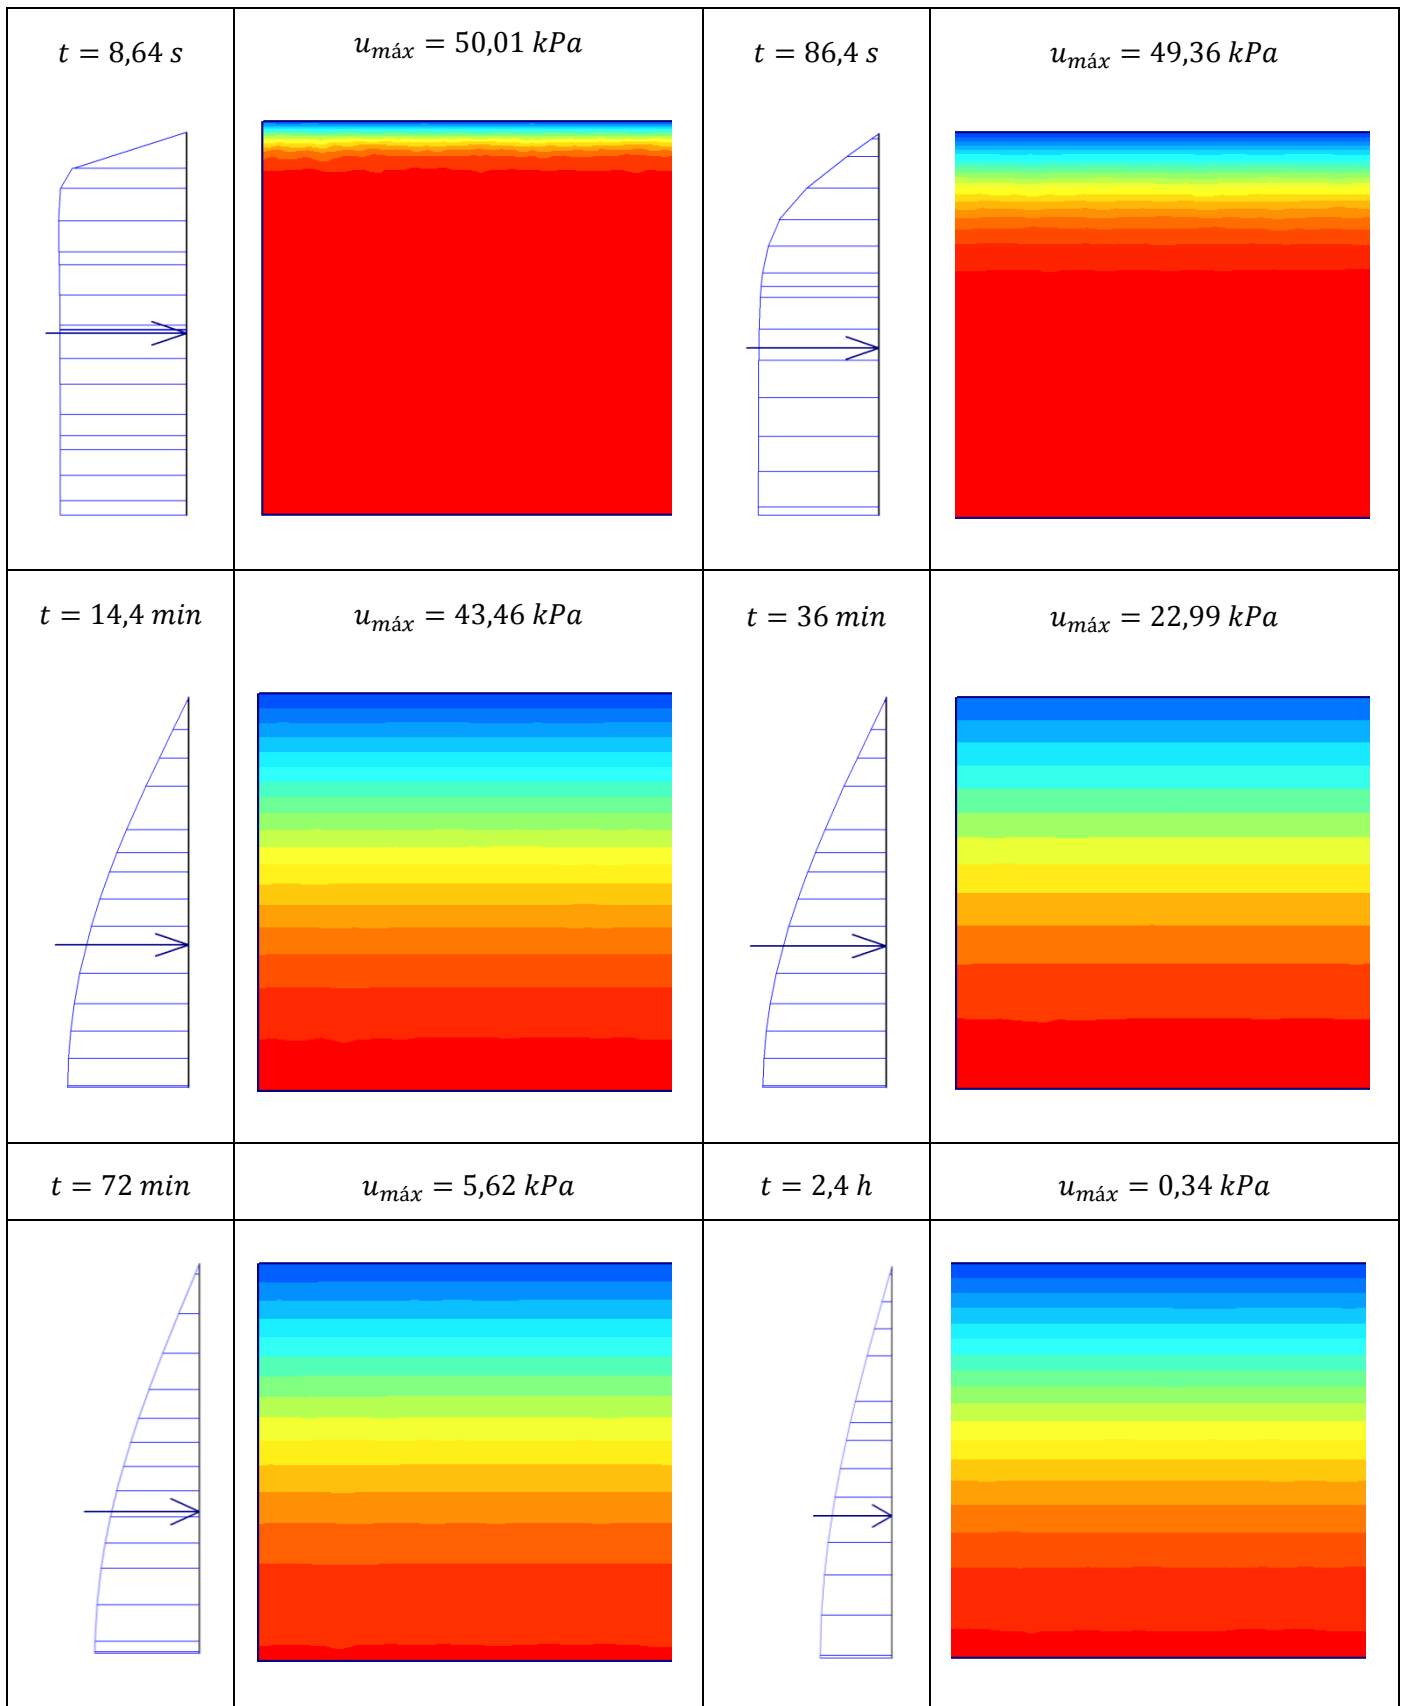 t = 8,64 s
u_máx = 50,01 kPa
t = 86,4 s
u_máx = 49,36 kPa
t = 14,4 min
u_máx = 43,46 kPa
t = 36 min
u_máx = 22,99 kPa
t = 72 min
u_máx = 5,62 kPa
t = 2,4 h
u_máx = 0,34 kPa